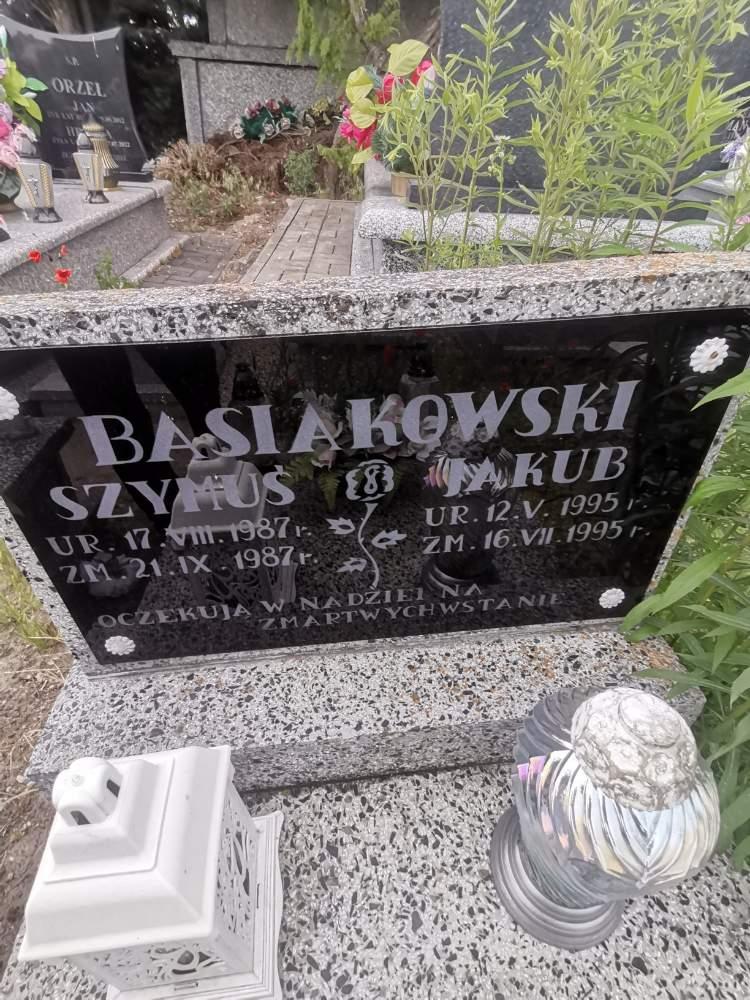 Ś.P.
ORZEŁ
JAN
BASIAKOWSKI
SZYMUŚ
UR. 17. VIII. 1987 r.
ZM. 21. IX. 1987 r.
JAKUB
UR. 12. V. 1995 r.
ZM. 16. VII. 1995 r.
OCZEKUJĄ W NADZIEI NA
ZMARTWYCHWSTANIE